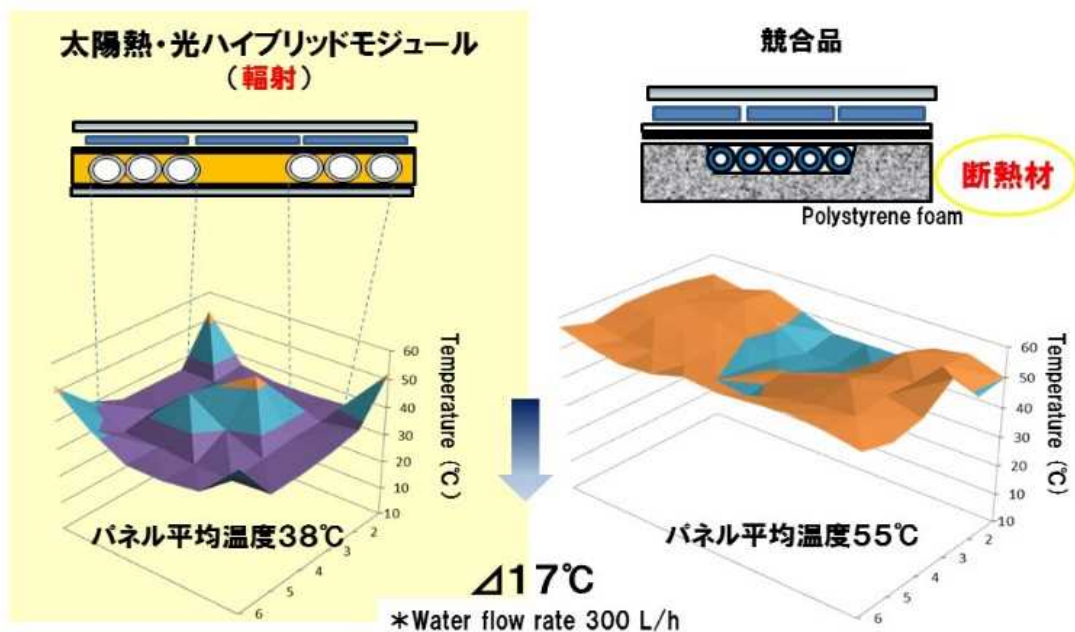 太陽熱・光ハイブリッドモジュール
(輻射)
競合品
断熱材
Polystyrene foam
60
50
40
30
20
10
10
Temperature (℃)
2
3
4
5
6
パネル平均温度38℃
60
50
40
30
20
10
10
Temperature (℃)
2
3
4
5
6
パネル平均温度55℃
⊿17℃
*Water flow rate 300 L/h